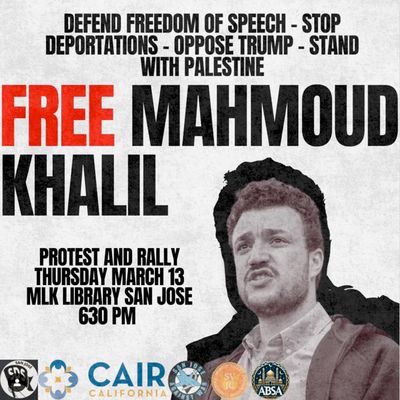 DEFEND FREEDOM OF SPEECH - STOP
DEPORTATIONS - OPPOSE TRUMP - STAND
WITH PALESTINE
FREE MAHMOUD
KHALIL
PROTEST AND RALLY
THURSDAY MARCH 13
MLK LIBRARY SAN JOSE
630 PM
CAIR
CALIFORNIA
ABSA